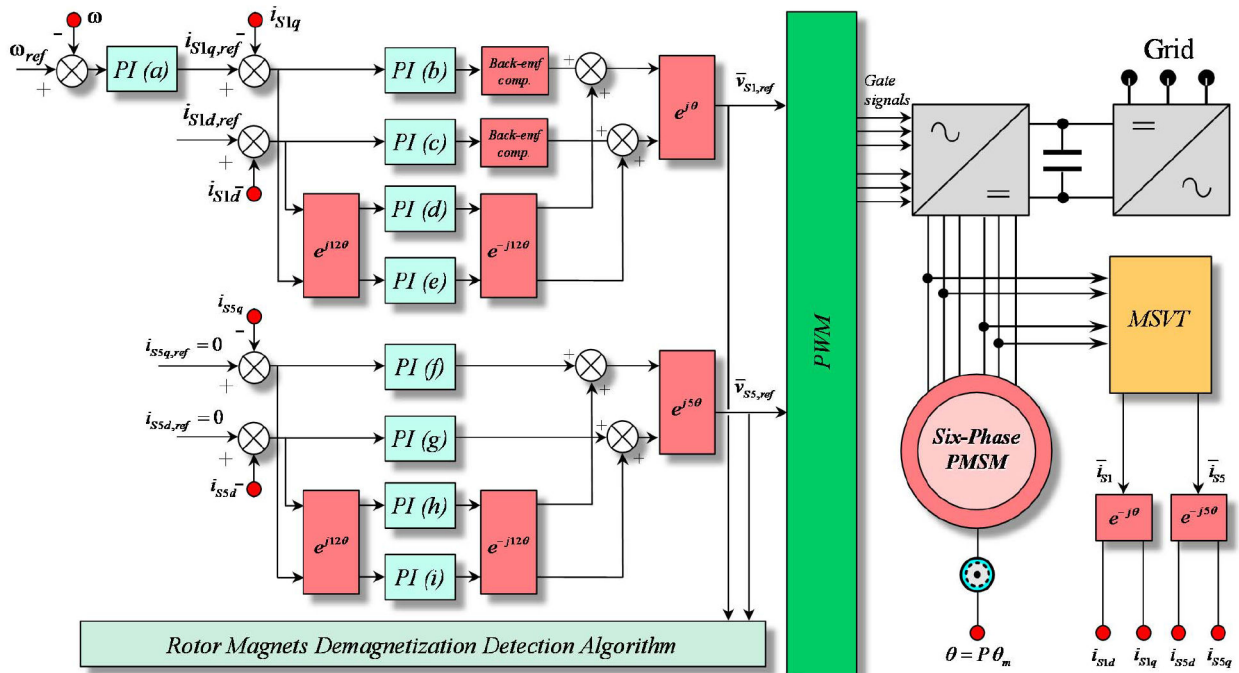 ω
ω_ref
-
+
PI (a)
i_S1q,ref
i_S1q
-
+
PI (b)
Back-emf
comp.
+
+
i_S1d,ref
+
i_S1d
-
PI (c)
Back-emf
comp.
+
+
e^{j12θ}
PI (d)
PI (e)
e^{-j12θ}
e^{jθ}
v̅_S1,ref
i_S5q
-
i_S5q,ref = 0
+
PI (f)
+
+
i_S5d,ref = 0
+
i_S5d
-
PI (g)
+
+
e^{j12θ}
PI (h)
PI (i)
e^{-j12θ}
e^{j5θ}
v̅_S5,ref
Rotor Magnets Demagnetization Detection Algorithm
PWM
Gate
signals
Grid
MSVT
Six-Phase
PMSM
θ = P θ_m
i̅_S1
i̅_S5
e^{-jθ}
e^{-j5θ}
i_S1d
i_S1q
i_S5d
i_S5q